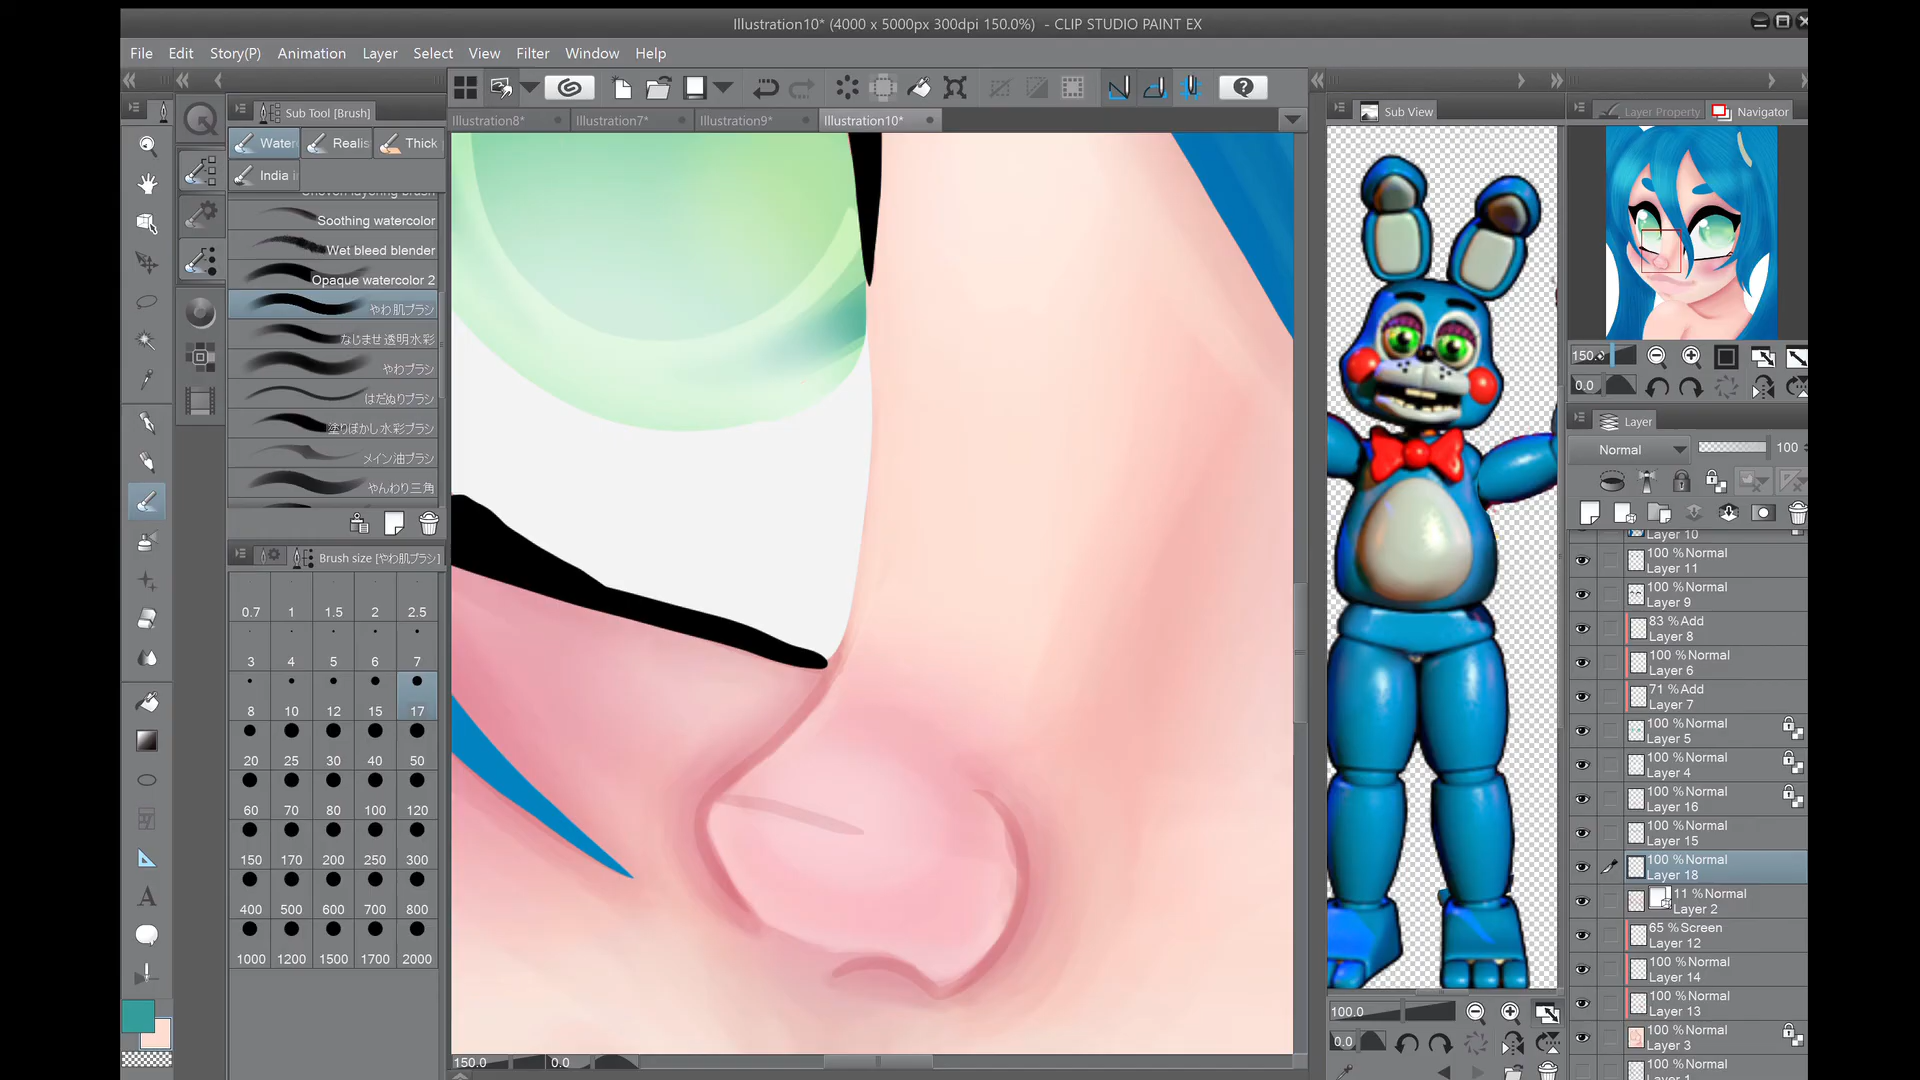 Illustration10* (4000 x 5000px 300dpi 150.0%) - CLIP STUDIO PAINT EX
File Edit Story(P) Animation Layer Select View Filter Window Help
Sub Tool [Brush]
Water Realis Thick
India i
Soothing watercolor
Wet bleed blender
Opaque watercolor 2
やわ肌ブラシ
なじませ透明水彩
やわブラシ
はだぬりブラシ
塗りぼかし水彩ブラシ
メイン油ブラシ
やんわり三角
Brush size [やわ肌ブラシ]
0.7 1 1.5 2 2.5
3 4 5 6 7
8 10 12 15 17
20 25 30 40 50
60 70 80 100 120
150 170 200 250 300
400 500 600 700 800
1000 1200 1500 1700 2000
Illustration8* Illustration7* Illustration9* Illustration10*
150.0 0.0
Sub View
100.0
0.0
Layer Property Navigator
150.0
0.0
Layer
Normal 100
Layer 10
100 %Normal
Layer 11
100 %Normal
Layer 9
83 %Add
Layer 8
100 %Normal
Layer 6
71 %Add
Layer 7
100 %Normal
Layer 5
100 %Normal
Layer 4
100 %Normal
Layer 16
100 %Normal
Layer 15
100 %Normal
Layer 18
11 %Normal
Layer 2
65 %Screen
Layer 12
100 %Normal
Layer 14
100 %Normal
Layer 13
100 %Normal
Layer 3
100 %Normal